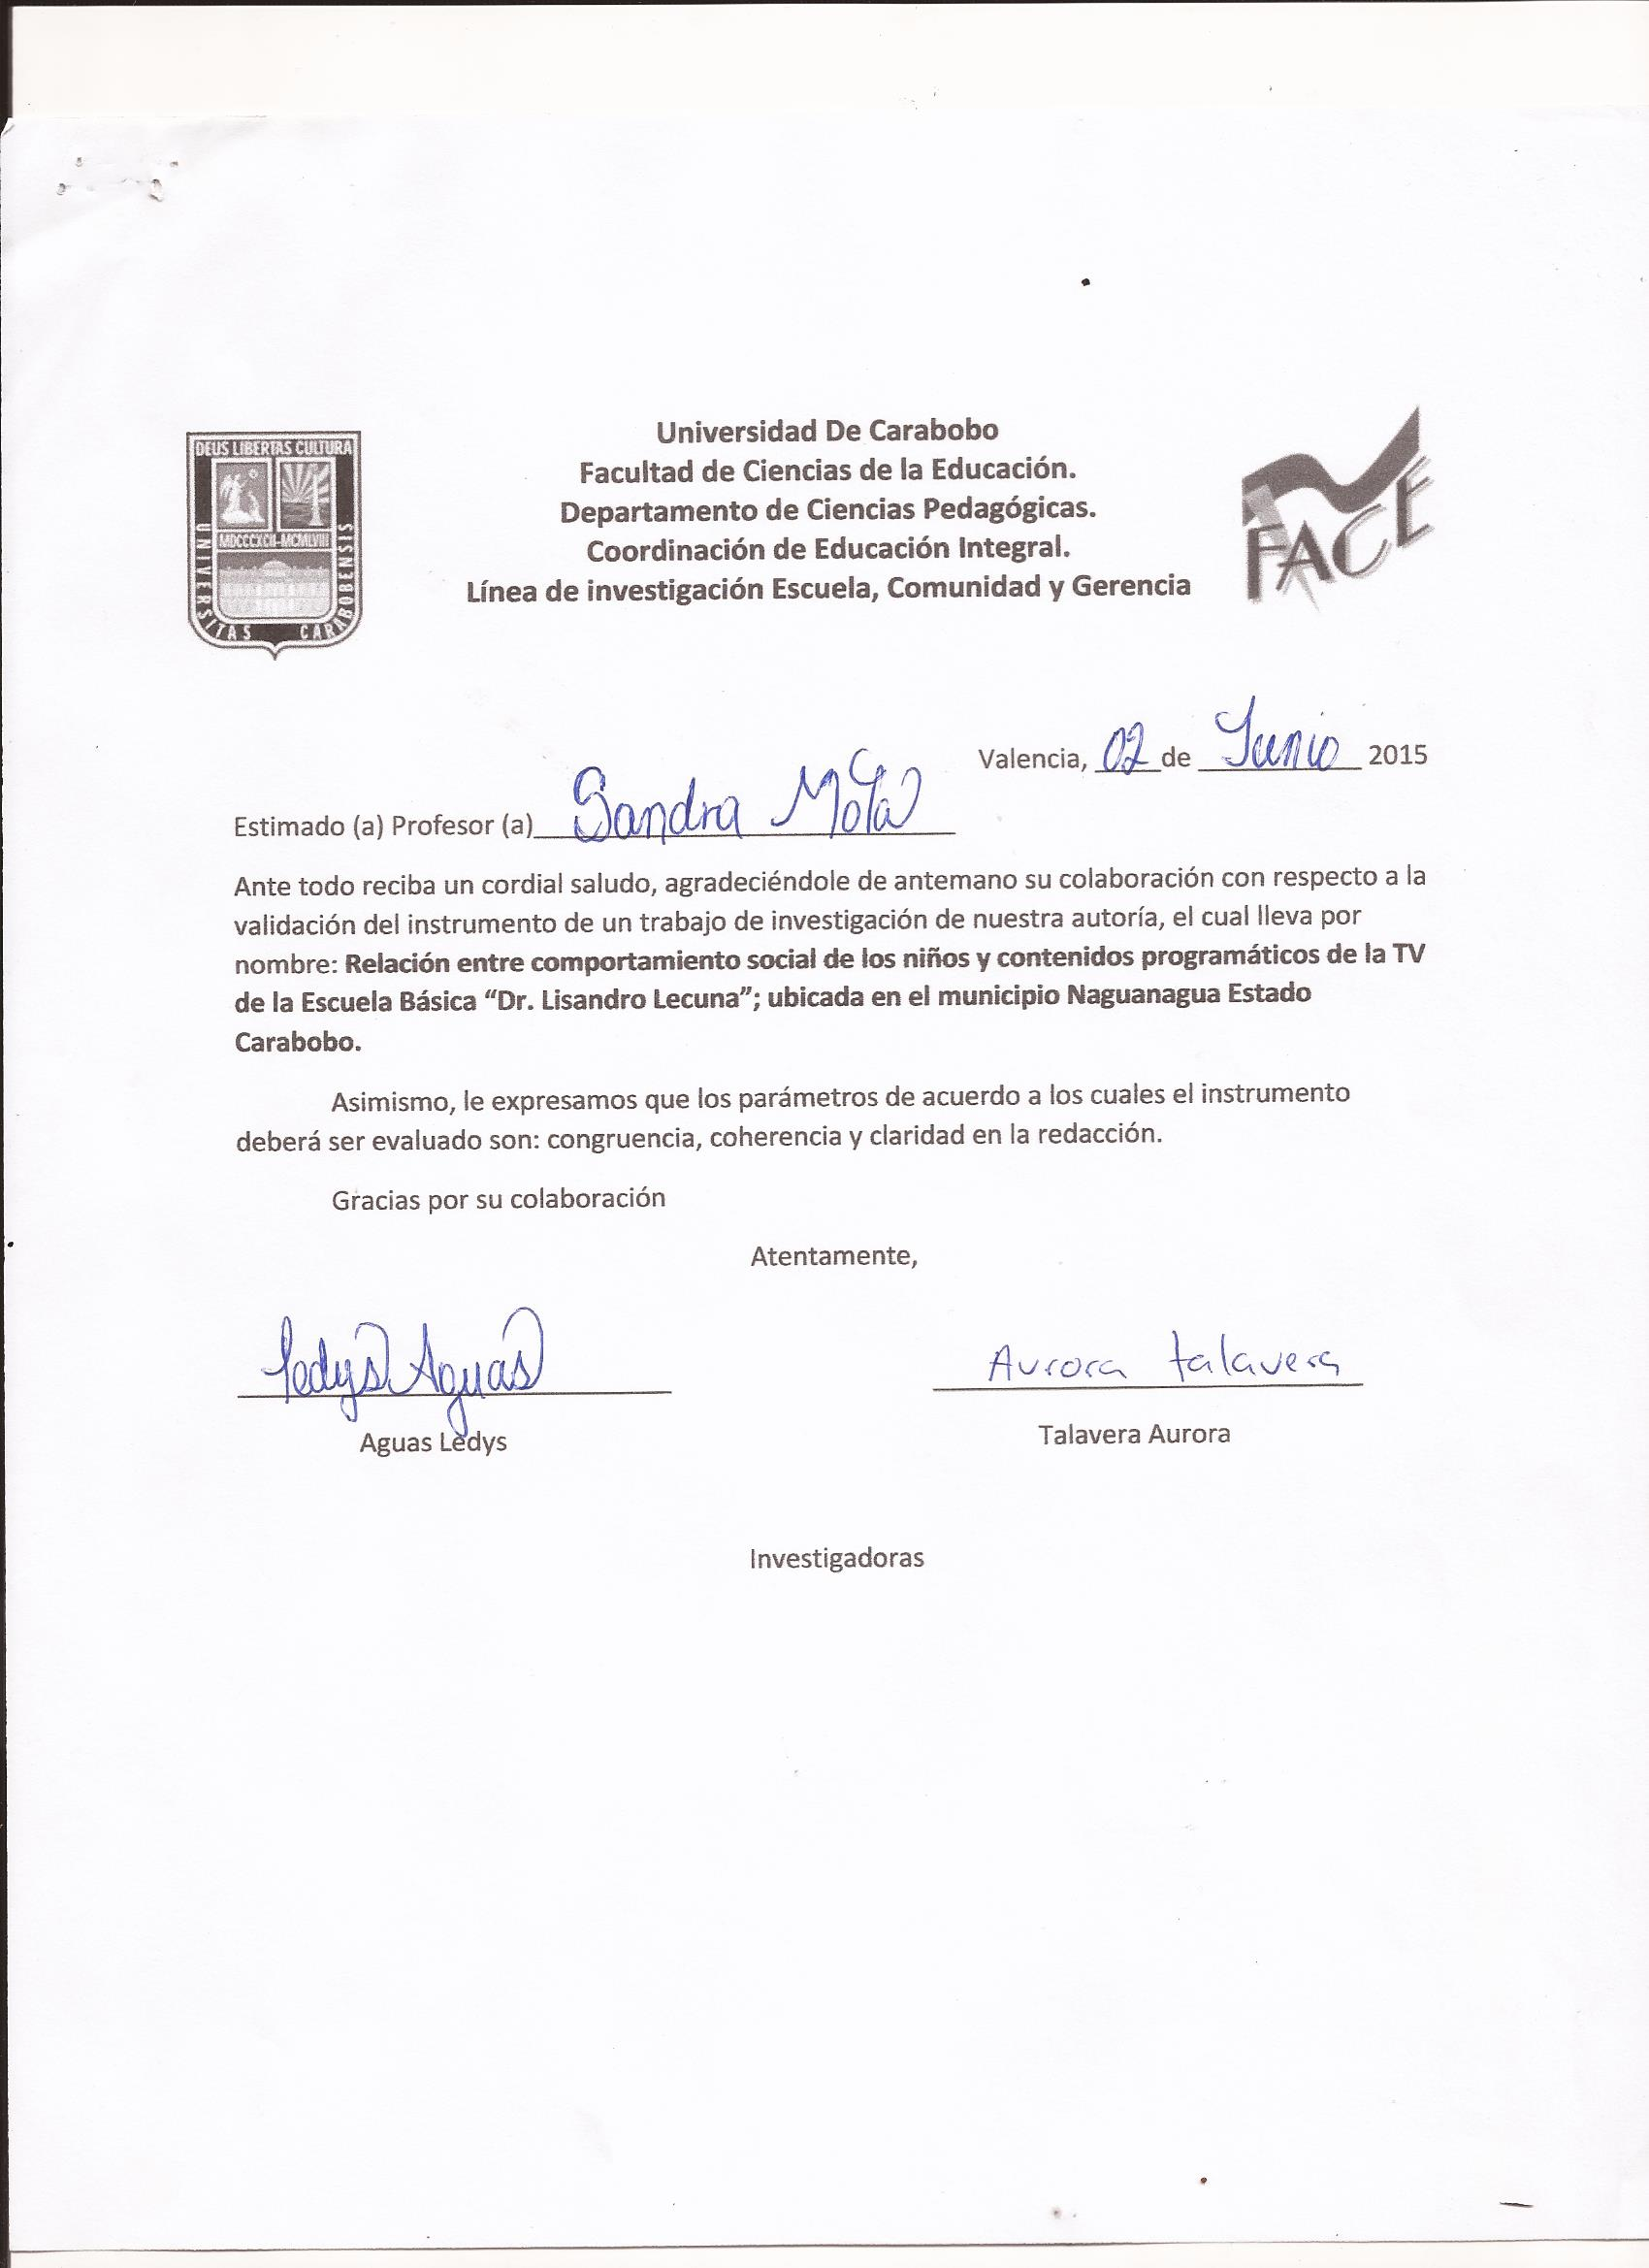 Universidad De Carabobo
Facultad de Ciencias de la Educación.
Departamento de Ciencias Pedagógicas.
Coordinación de Educación Integral.
Línea de investigación Escuela, Comunidad y Gerencia
DEUS LIBERTAS CULTURA
MDCCCXCII-MCMLVIII
UNIVERSITAS CARABOBENSIS
FACE
Valencia, 02 de Junio 2015
Estimado (a) Profesor (a) Sandra Mota
Ante todo reciba un cordial saludo, agradeciéndole de antemano su colaboración con respecto a la
validación del instrumento de un trabajo de investigación de nuestra autoría, el cual lleva por
nombre: Relación entre comportamiento social de los niños y contenidos programáticos de la TV
de la Escuela Básica “Dr. Lisandro Lecuna”; ubicada en el municipio Naguanagua Estado
Carabobo.
Asimismo, le expresamos que los parámetros de acuerdo a los cuales el instrumento
deberá ser evaluado son: congruencia, coherencia y claridad en la redacción.
Gracias por su colaboración
Atentamente,
Ledys Aguas Aurora talavera
Aguas Ledys Talavera Aurora
Investigadoras